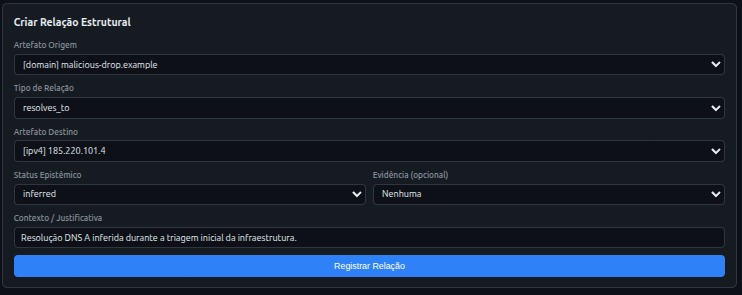 Criar Relação Estrutural
Artefato Origem
[domain] malicious-drop.example
Tipo de Relação
resolves_to
Artefato Destino
[ipv4] 185.220.101.4
Status Epistêmico
Evidência (opcional)
inferred
Nenhuma
Contexto / Justificativa
Resolução DNS A inferida durante a triagem inicial da infraestrutura.
Registrar Relação